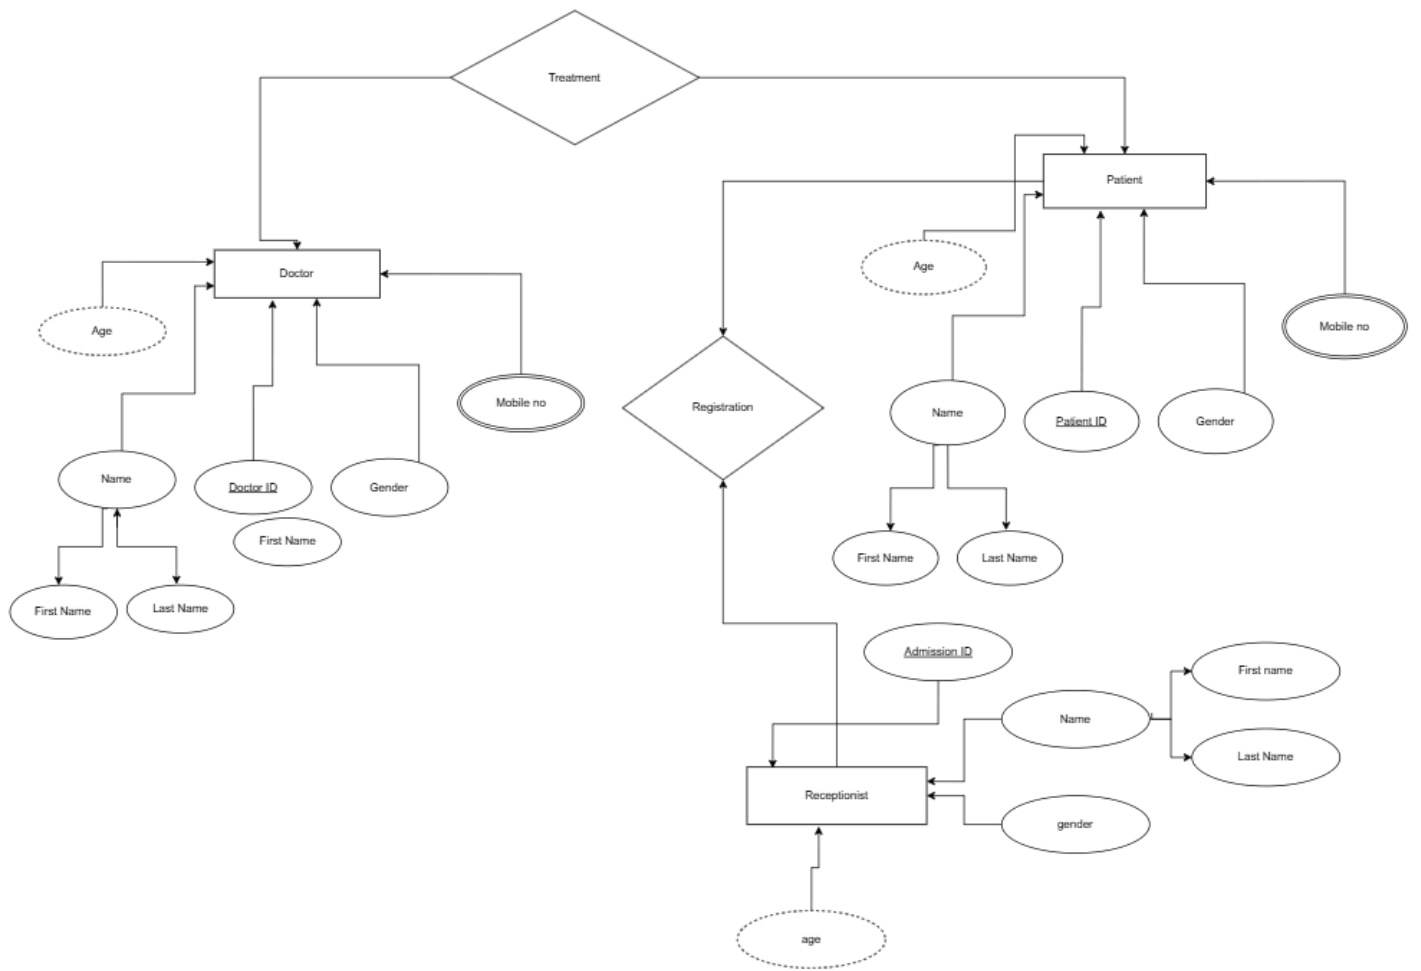 Treatment
Patient
Doctor
Age
Age
Mobile no
Mobile no
Registration
Name
Patient ID
Gender
Name
Doctor ID
Gender
First Name
First Name
Last Name
First Name
Last Name
Admission ID
First name
Name
Last Name
Receptionist
gender
age